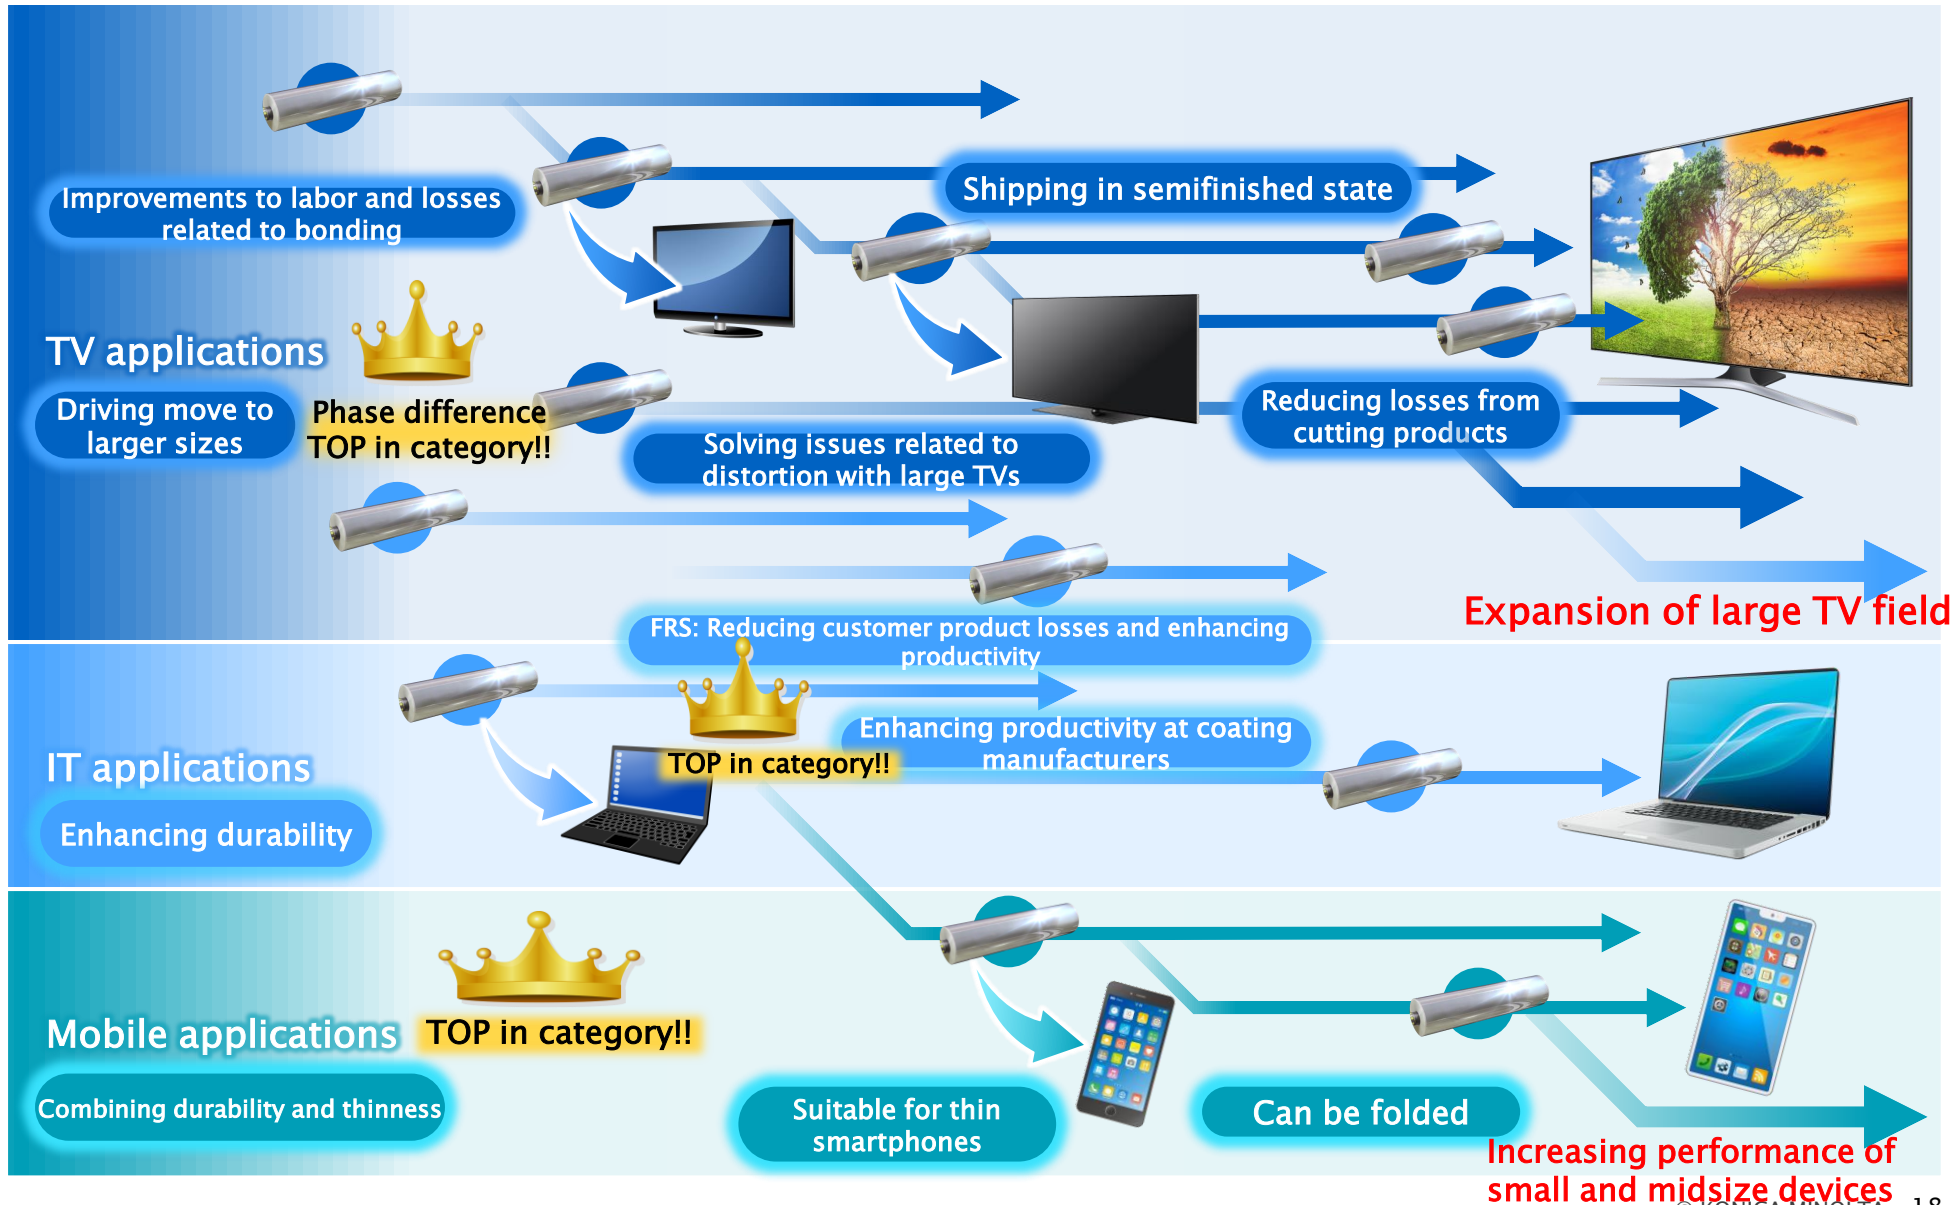 Improvements to labor and losses
related to bonding
Shipping in semifinished state
TV applications
Driving move to
larger sizes
Phase difference
TOP in category!!
Solving issues related to
distortion with large TVs
Reducing losses from
cutting products
Expansion of large TV field
FRS: Reducing customer product losses and enhancing
productivity
IT applications
Enhancing durability
TOP in category!!
Enhancing productivity at coating
manufacturers
Mobile applications
Combining durability and thinness
TOP in category!!
Suitable for thin
smartphones
Can be folded
Increasing performance of
small and midsize devices
© KONICA MINOLTA
18